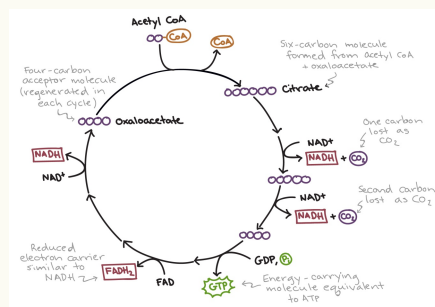 Acetyl CoA
CoA
CoA
Six-carbon molecule
formed from acetyl CoA
+ oxaloacetate
Four-carbon
acceptor molecule
(regenerated in
each cycle)
Citrate
Oxaloacetate
One carbon
lost as
CO₂
NAD⁺
NADH + CO₂
NADH
NAD⁺
Second carbon
lost as CO₂
NAD⁺
NADH + CO₂
Reduced
electron carrier
similar to
NADH
FADH₂
FAD
GDP, Pi
GTP
Energy-carrying
molecule equivalent
to ATP